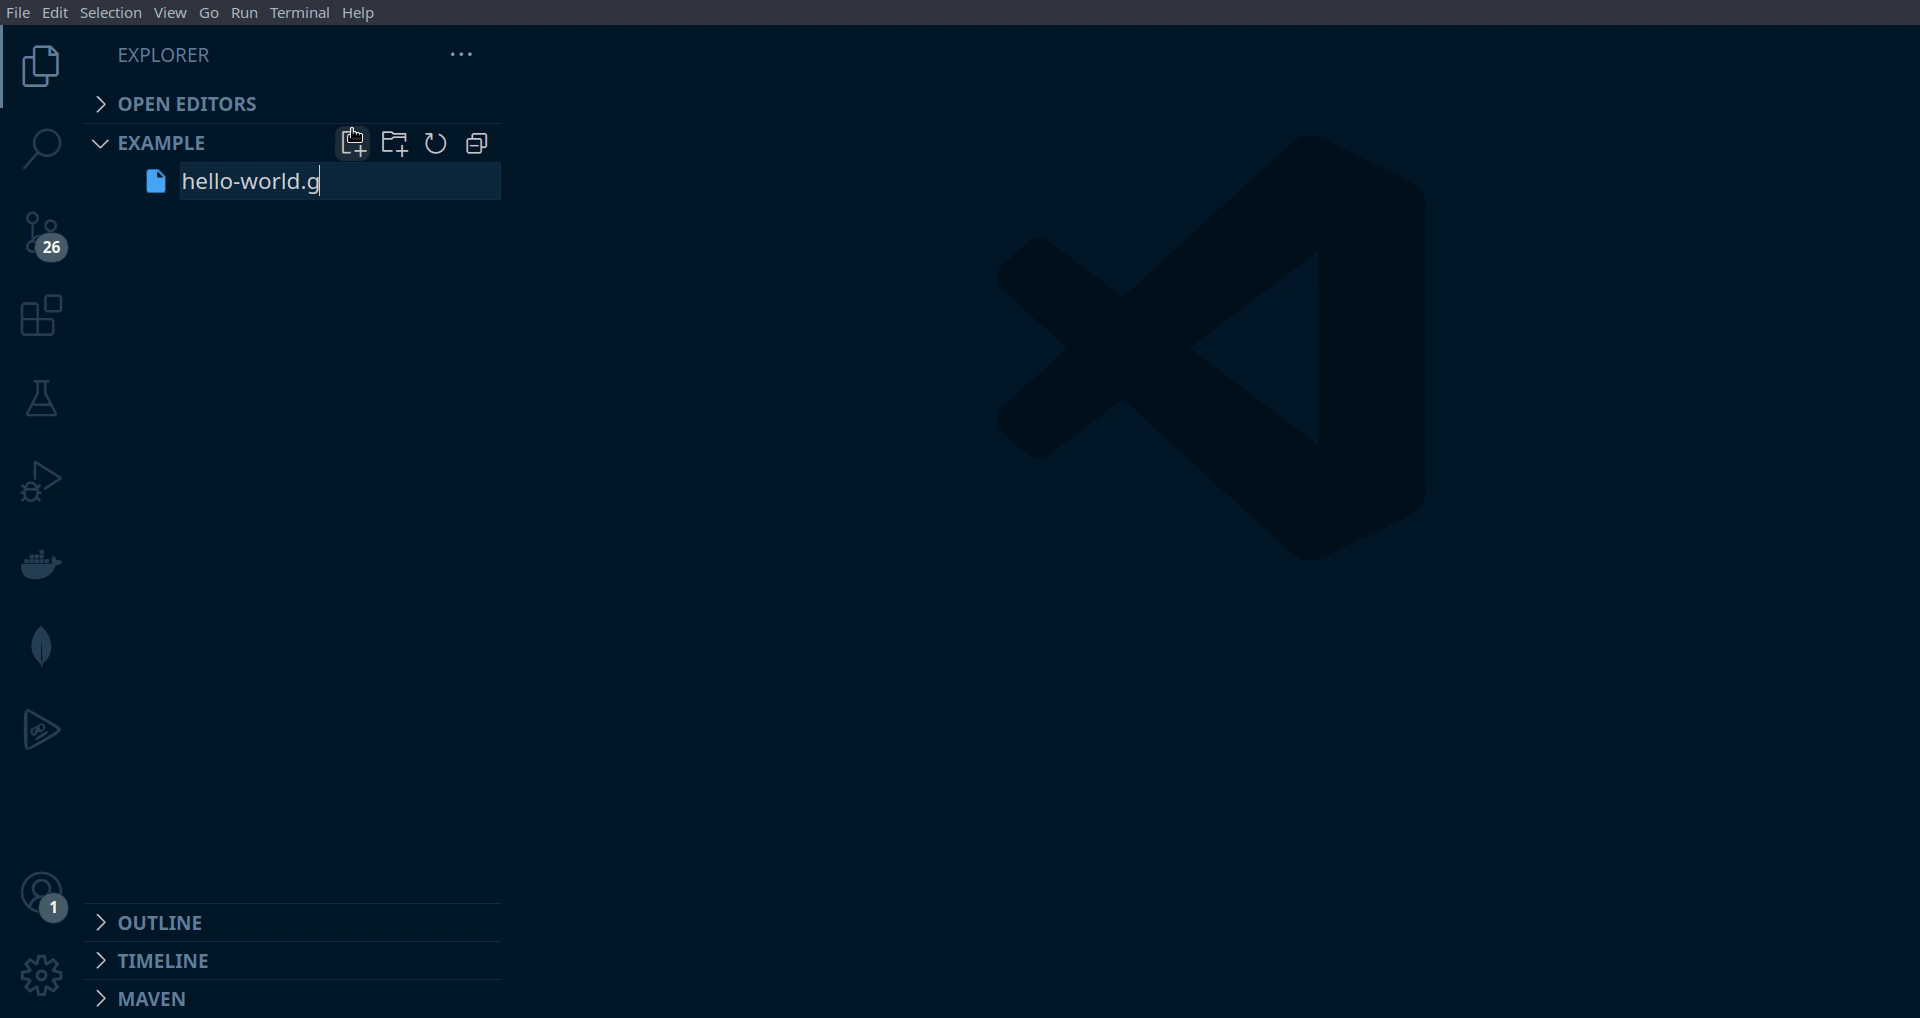 File Edit Selection View Go Run Terminal Help
EXPLORER
OPEN EDITORS
EXAMPLE
hello-world.g
26
1
OUTLINE
TIMELINE
MAVEN